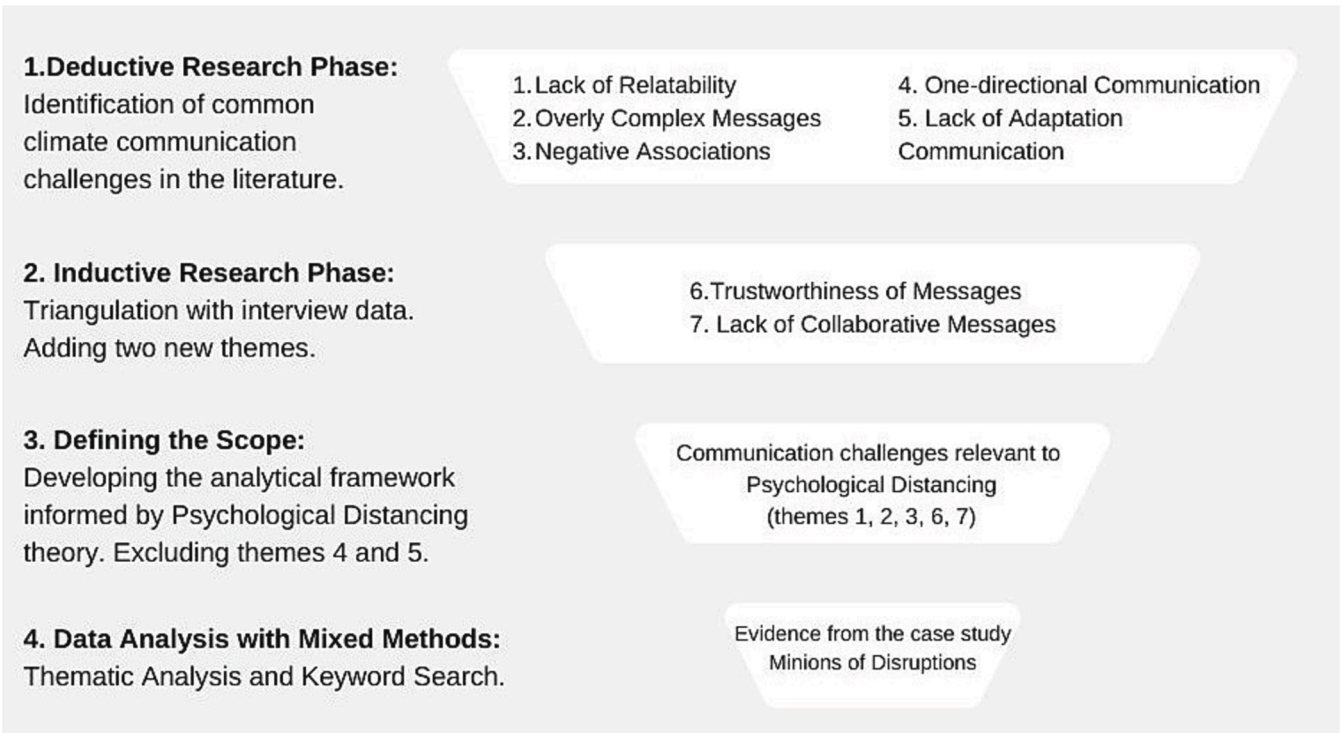 1.Deductive Research Phase:
Identification of common
climate communication
challenges in the literature.
1.Lack of Relatability
2.Overly Complex Messages
3.Negative Associations
4. One-directional Communication
5. Lack of Adaptation
Communication
2. Inductive Research Phase:
Triangulation with interview data.
Adding two new themes.
6.Trustworthiness of Messages
7. Lack of Collaborative Messages
3. Defining the Scope:
Developing the analytical framework
informed by Psychological Distancing
theory. Excluding themes 4 and 5.
Communication challenges relevant to
Psychological Distancing
(themes 1, 2, 3, 6, 7)
4. Data Analysis with Mixed Methods:
Thematic Analysis and Keyword Search.
Evidence from the case study
Minions of Disruptions